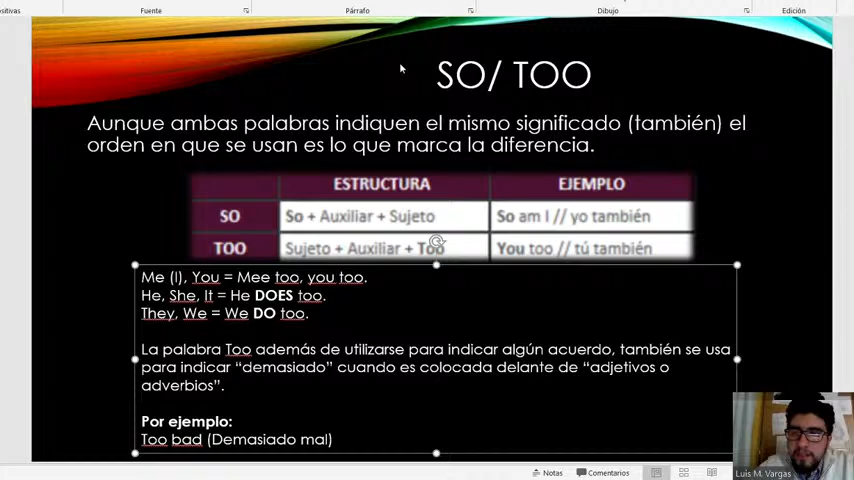 ositivas Fuente Párrafo Dibujo Edición
SO/ TOO
Aunque ambas palabras indiquen el mismo significado (también) el
orden en que se usan es lo que marca la diferencia.
ESTRUCTURA EJEMPLO
SO So + Auxiliar + Sujeto So am I // yo también
TOO Sujeto + Auxiliar + Too You too // tú también
Me (I), You = Mee too, you too.
He, She, It = He DOES too.
They, We = We DO too.
La palabra Too además de utilizarse para indicar algún acuerdo, también se usa
para indicar “demasiado” cuando es colocada delante de “adjetivos o
adverbios”.
Por ejemplo:
Too bad (Demasiado mal)
Notas Comentarios
Luis M. Vargas